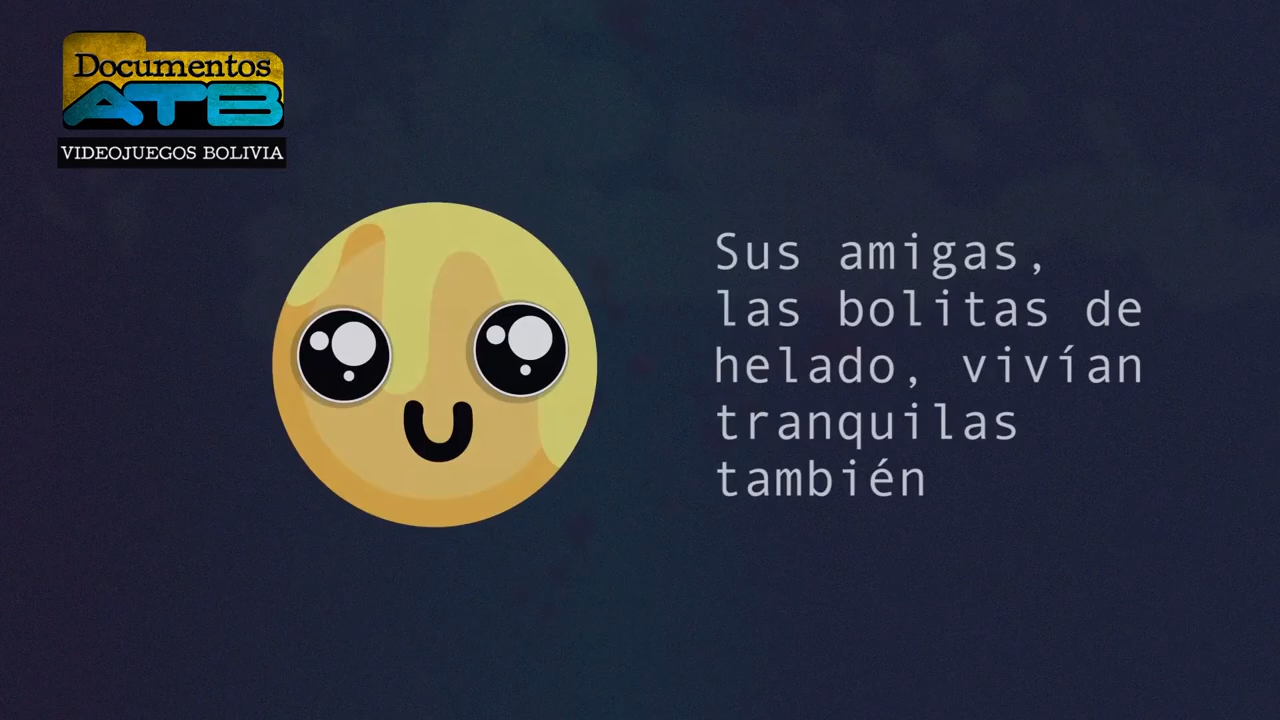 Documentos
ATB
VIDEOJUEGOS BOLIVIA
Sus amigas,
las bolitas de
helado, vivían
tranquilas
también